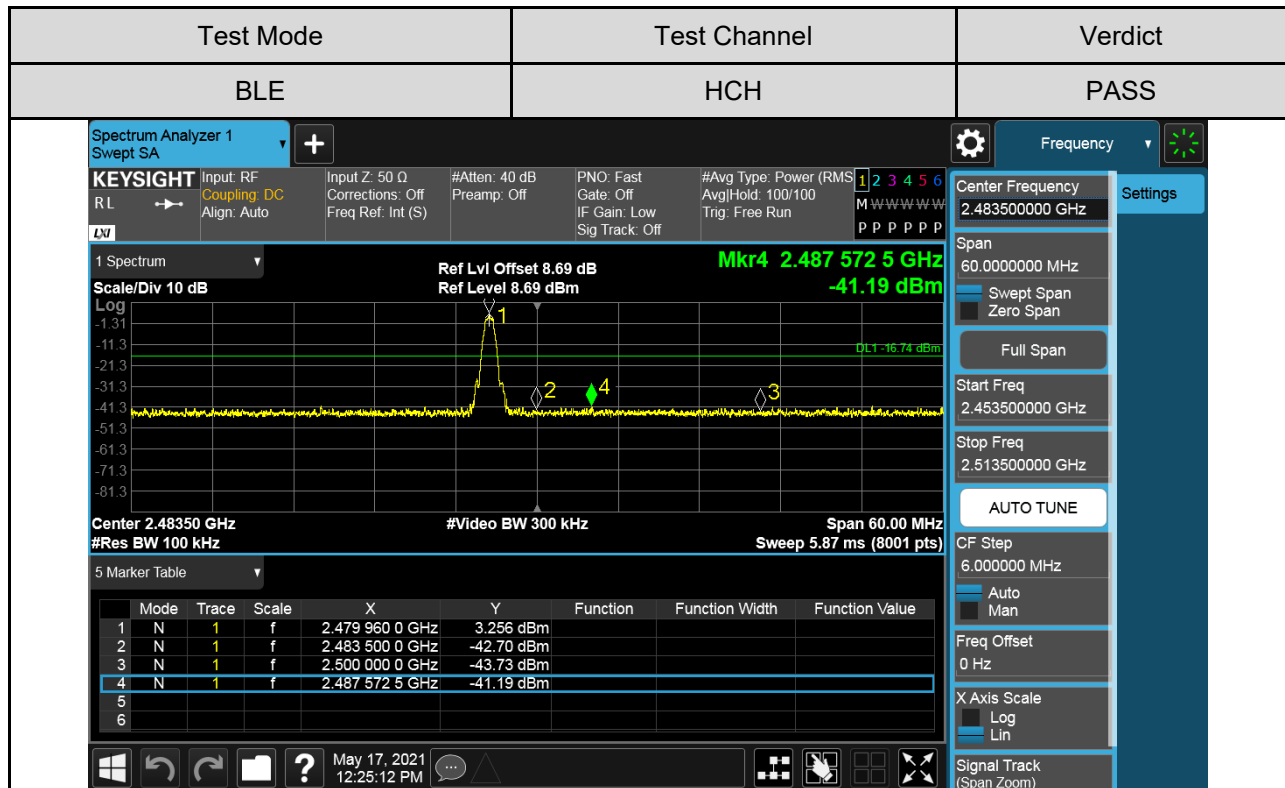 Test Mode Test Channel Verdict
BLE HCH PASS
Spectrum Analyzer 1
Swept SA
▼
+
Frequency ▼
KEYSIGHT
RL
LXI
Input: RF
Coupling: DC
Align: Auto
Input Z: 50 Ω
Corrections: Off
Freq Ref: Int (S)
#Atten: 40 dB
Preamp: Off
PNO: Fast
Gate: Off
IF Gain: Low
Sig Track: Off
#Avg Type: Power (RMS
Avg|Hold: 100/100
Trig: Free Run
1 2 3 4 5 6
M W W W W W
P P P P P P
1 Spectrum ▼
Scale/Div 10 dB
Ref Lvl Offset 8.69 dB
Ref Level 8.69 dBm
Mkr4 2.487 572 5 GHz
-41.19 dBm
Log
-1.31
-11.3
-21.3
-31.3
-41.3
-51.3
-61.3
-71.3
-81.3
1
2
4
3
DL1 -16.74 dBm
Center 2.48350 GHz #Video BW 300 kHz Span 60.00 MHz
#Res BW 100 kHz Sweep 5.87 ms (8001 pts)
5 Marker Table ▼
Mode Trace Scale X Y Function Function Width Function Value
1 N 1 f 2.479 960 0 GHz 3.256 dBm
2 N 1 f 2.483 500 0 GHz -42.70 dBm
3 N 1 f 2.500 000 0 GHz -43.73 dBm
4 N 1 f 2.487 572 5 GHz -41.19 dBm
5
6
?
May 17, 2021
12:25:12 PM
Center Frequency
2.483500000 GHz
Settings
Span
60.0000000 MHz
Swept Span
Zero Span
Full Span
Start Freq
2.453500000 GHz
Stop Freq
2.513500000 GHz
AUTO TUNE
CF Step
6.000000 MHz
Auto
Man
Freq Offset
0 Hz
X Axis Scale
Log
Lin
Signal Track
(Span Zoom)